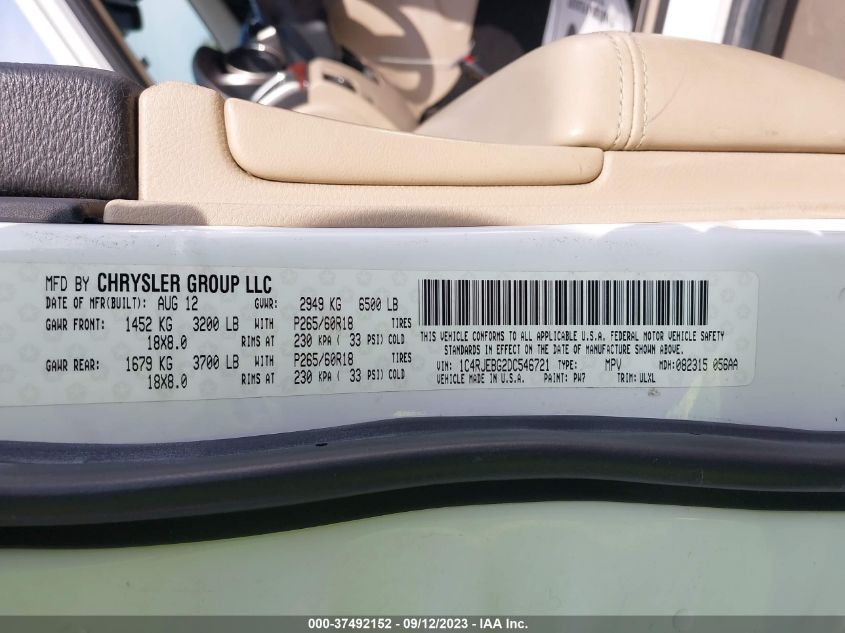 MFD BY CHRYSLER GROUP LLC
DATE OF MFR(BUILT): AUG 12 GVWR: 2949 KG 6500 LB
GAWR FRONT: 1452 KG 3200 LB WITH P265/60R18 TIRES
18X8.0 RIMS AT 230 KPA ( 33 PSI) COLD
GAWR REAR: 1679 KG 3700 LB WITH P265/60R18 TIRES
18X8.0 RIMS AT 230 KPA ( 33 PSI) COLD
THIS VEHICLE CONFORMS TO ALL APPLICABLE U.S.A. FEDERAL MOTOR VEHICLE SAFETY
STANDARDS IN EFFECT ON THE DATE OF MANUFACTURE SHOWN ABOVE.
VIN: 1C4RJEBG2DC546721 TYPE: MPV MDH:082315 056AA
VEHICLE MADE IN U.S.A. PAINT: PW7 TRIM: ULXL
000-37492152 - 09/12/2023 - IAAI.COM